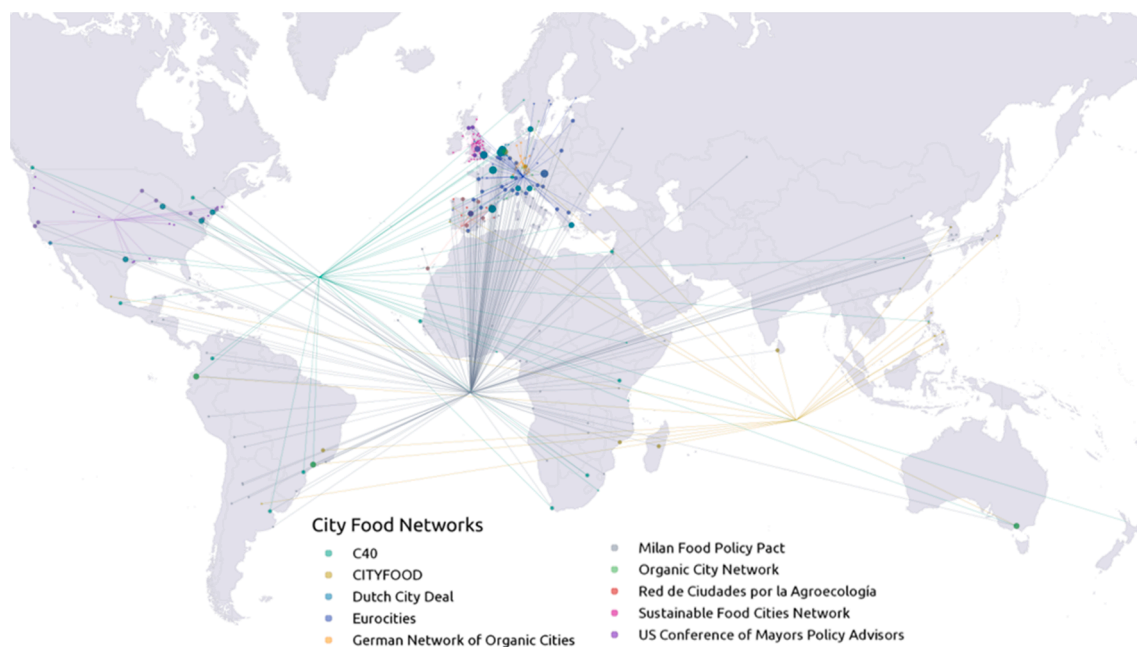 City Food Networks
C40
CITYFOOD
Dutch City Deal
Eurocities
German Network of Organic Cities
Milan Food Policy Pact
Organic City Network
Red de Ciudades por la Agroecología
Sustainable Food Cities Network
US Conference of Mayors Policy Advisors